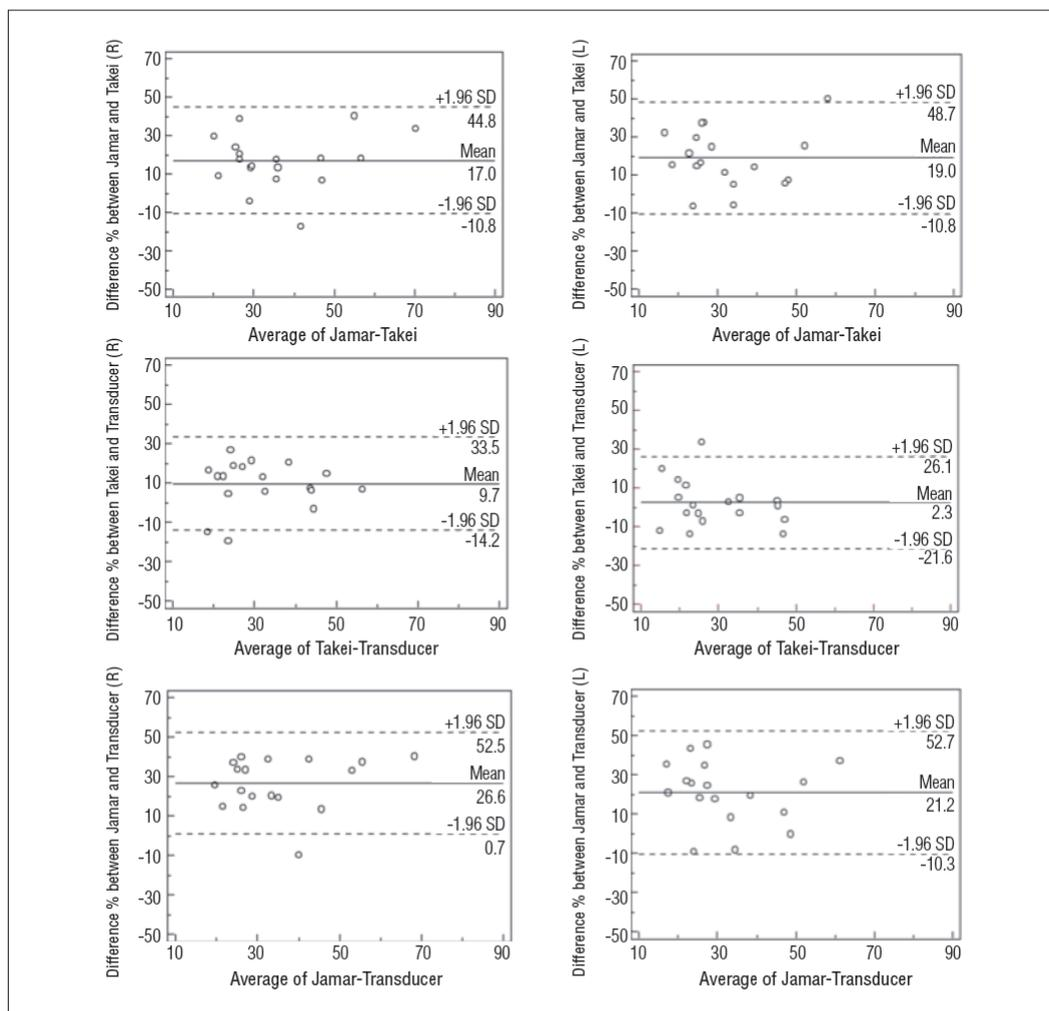 Difference % between Jamar and Takei (R)
70
50
30
10
-10
-30
-50
+1.96 SD
44.8
Mean
17.0
-1.96 SD
-10.8
10 30 50 70 90
Average of Jamar-Takei
Difference % between Jamar and Takei (L)
70
50
30
10
-10
-30
-50
+1.96 SD
48.7
Mean
19.0
-1.96 SD
-10.8
10 30 50 70 90
Average of Jamar-Takei
Difference % between Takei and Transducer (R)
70
50
30
10
-10
-30
-50
+1.96 SD
33.5
Mean
9.7
-1.96 SD
-14.2
10 30 50 70 90
Average of Takei-Transducer
Difference % between Takei and Transducer (L)
70
50
30
10
-10
-30
-50
+1.96 SD
26.1
Mean
2.3
-1.96 SD
-21.6
10 30 50 70 90
Average of Takei-Transducer
Difference % between Jamar and Transducer (R)
70
50
30
10
-10
-30
-50
+1.96 SD
52.5
Mean
26.6
-1.96 SD
0.7
10 30 50 70 90
Average of Jamar-Transducer
Difference % between Jamar and Transducer (L)
70
50
30
10
-10
-30
-50
+1.96 SD
52.7
Mean
21.2
-1.96 SD
-10.3
10 30 50 70 90
Average of Jamar-Transducer